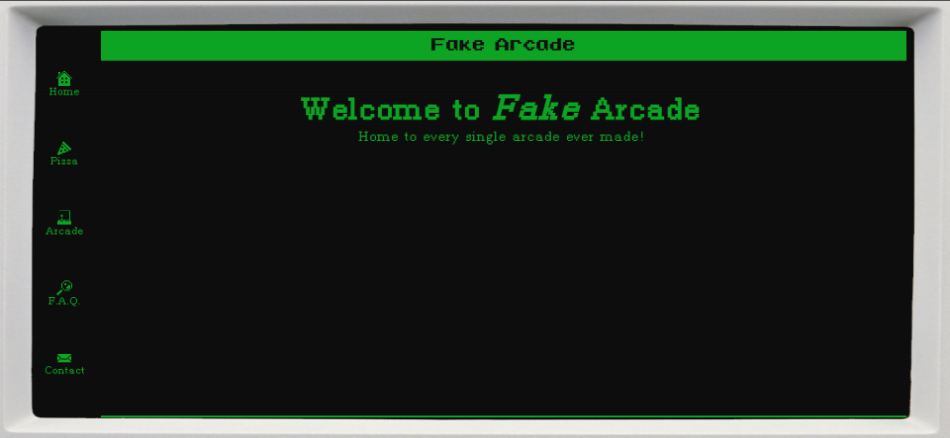 Fake Arcade
Home
Welcome to Fake Arcade
Home to every single arcade ever made!
Pizza
Arcade
F.A.Q.
Contact